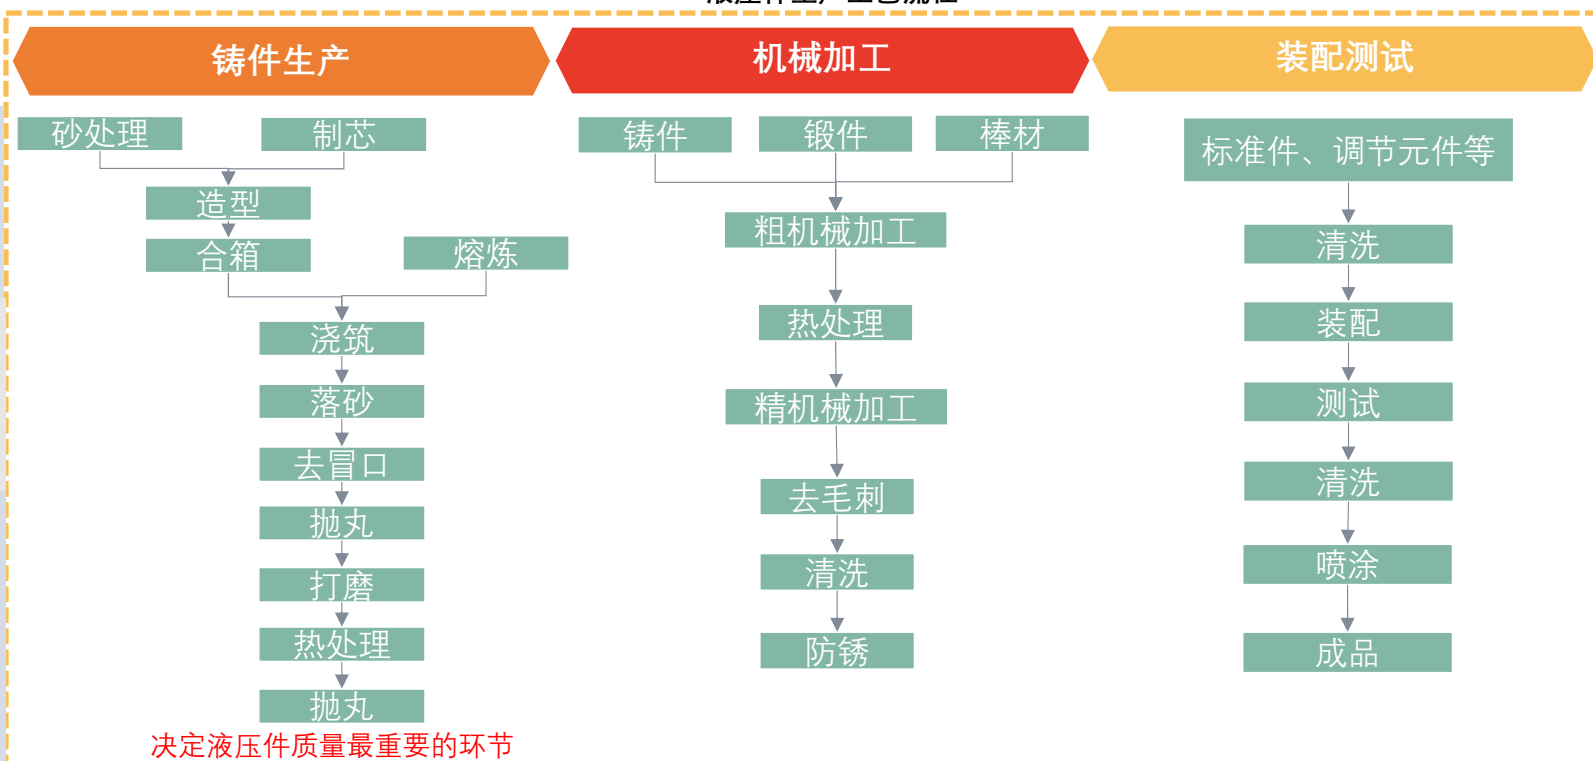 铸件生产
机械加工
装配测试
砂处理
制芯
造型
合箱
熔炼
浇筑
落砂
去冒口
抛丸
打磨
热处理
抛丸
决定液压件质量最重要的环节
铸件
锻件
棒材
粗机械加工
热处理
精机械加工
去毛刺
清洗
防锈
标准件、调节元件等
清洗
装配
测试
清洗
喷涂
成品